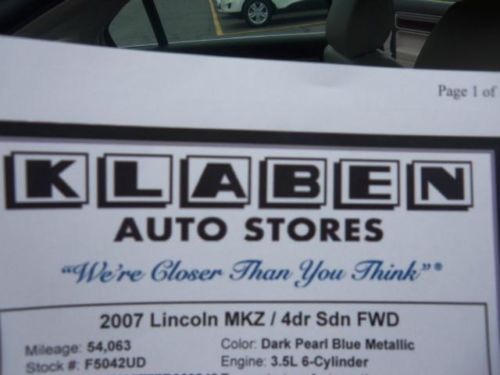 Page 1 of
KLABEN
AUTO STORES
"We're Closer Than You Think"®
2007 Lincoln MKZ / 4dr Sdn FWD
Mileage: 54,063 Color: Dark Pearl Blue Metallic
Stock #: F5042UD Engine: 3.5L 6-Cylinder